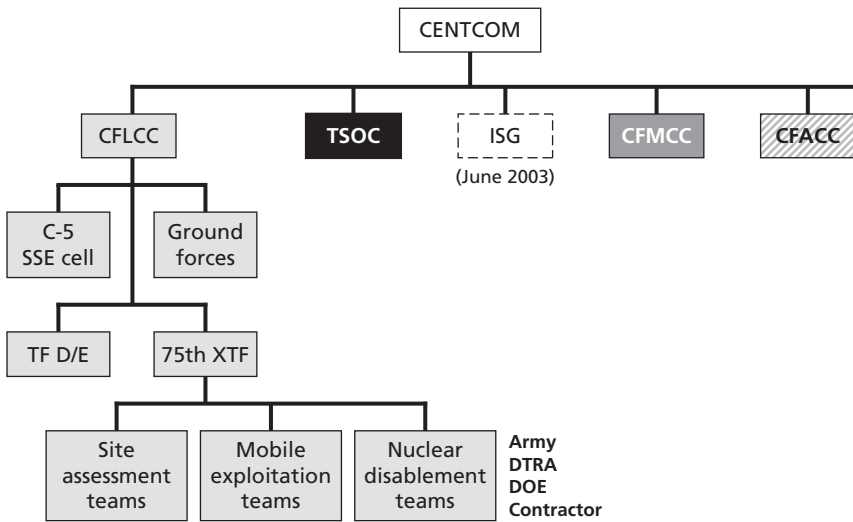 CENTCOM
CFLCC
TSOC
ISG
CFMCC
CFACC
(June 2003)
C-5
SSE cell
Ground
forces
TF D/E
75th XTF
Site
assessment
teams
Mobile
exploitation
teams
Nuclear
disablement
teams
Army
DTRA
DOE
Contractor